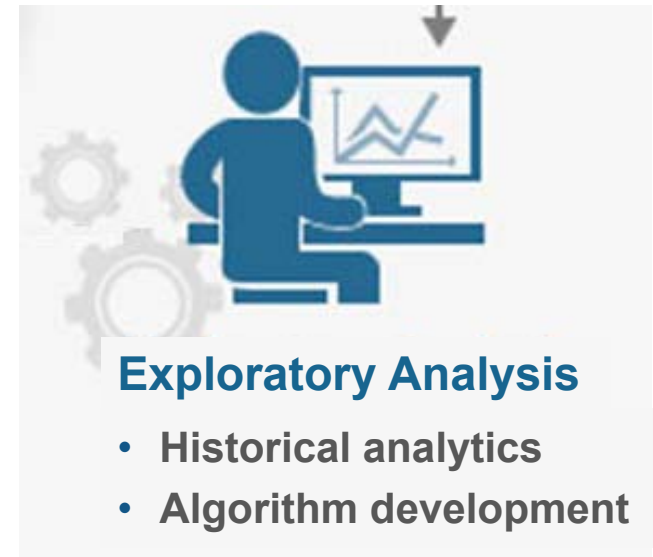 Exploratory Analysis
• Historical analytics
• Algorithm development